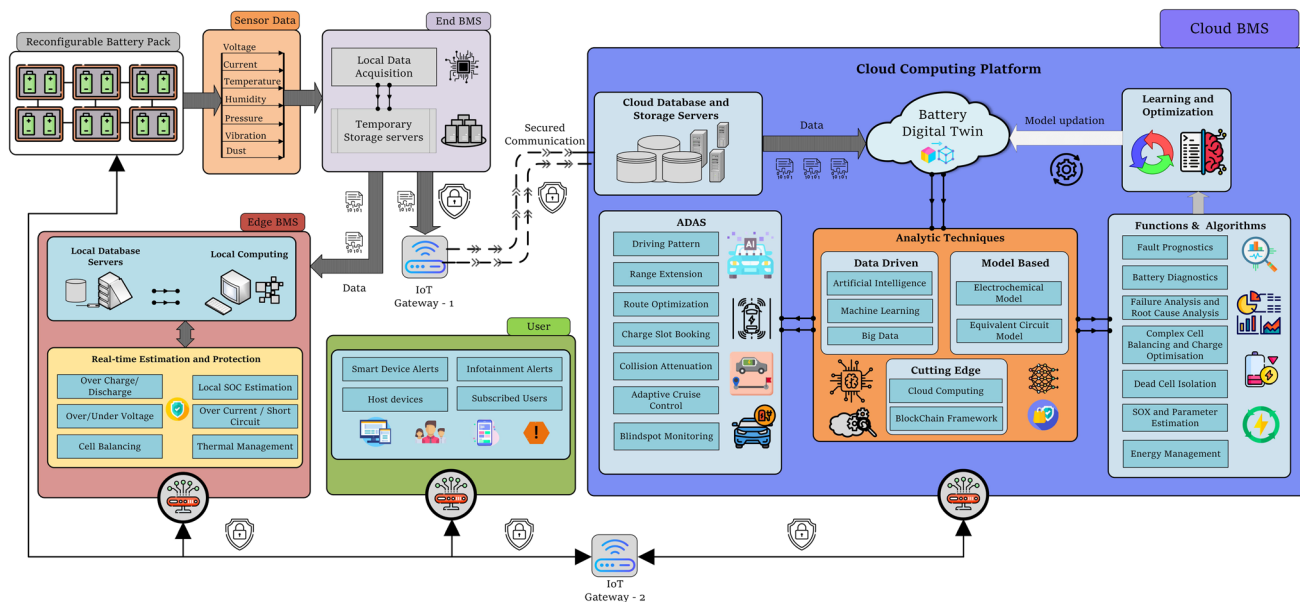 Reconfigurable Battery Pack
Sensor Data
Voltage
Current
Temperature
Humidity
Pressure
Vibration
Dust
End BMS
Local Data
Acquisition
Temporary
Storage servers
Secured
Communication
Data
IoT
Gateway - 1
Edge BMS
Local Database
Servers
Local Computing
Real-time Estimation and Protection
Over Charge/
Discharge
Local SOC Estimation
Over/Under Voltage
Over Current / Short
Circuit
Cell Balancing
Thermal Management
User
Smart Device Alerts
Infotainment Alerts
Host devices
Subscribed Users
Cloud BMS
Cloud Computing Platform
Cloud Database and
Storage Servers
Data
Battery
Digital Twin
Model updation
Learning and
Optimization
ADAS
Driving Pattern
Range Extension
Route Optimization
Charge Slot Booking
Collision Attenuation
Adaptive Cruise
Control
Blindspot Monitoring
AI
Analytic Techniques
Data Driven
Artificial Intelligence
Machine Learning
Big Data
Model Based
Electrochemical
Model
Equivalent Circuit
Model
Cutting Edge
Cloud Computing
BlockChain Framework
Functions & Algorithms
Fault Prognostics
Battery Diagnostics
Failure Analysis and
Root Cause Analysis
Complex Cell
Balancing and Charge
Optimisation
Dead Cell Isolation
SOX and Parameter
Estimation
Energy Management
IoT
Gateway - 2